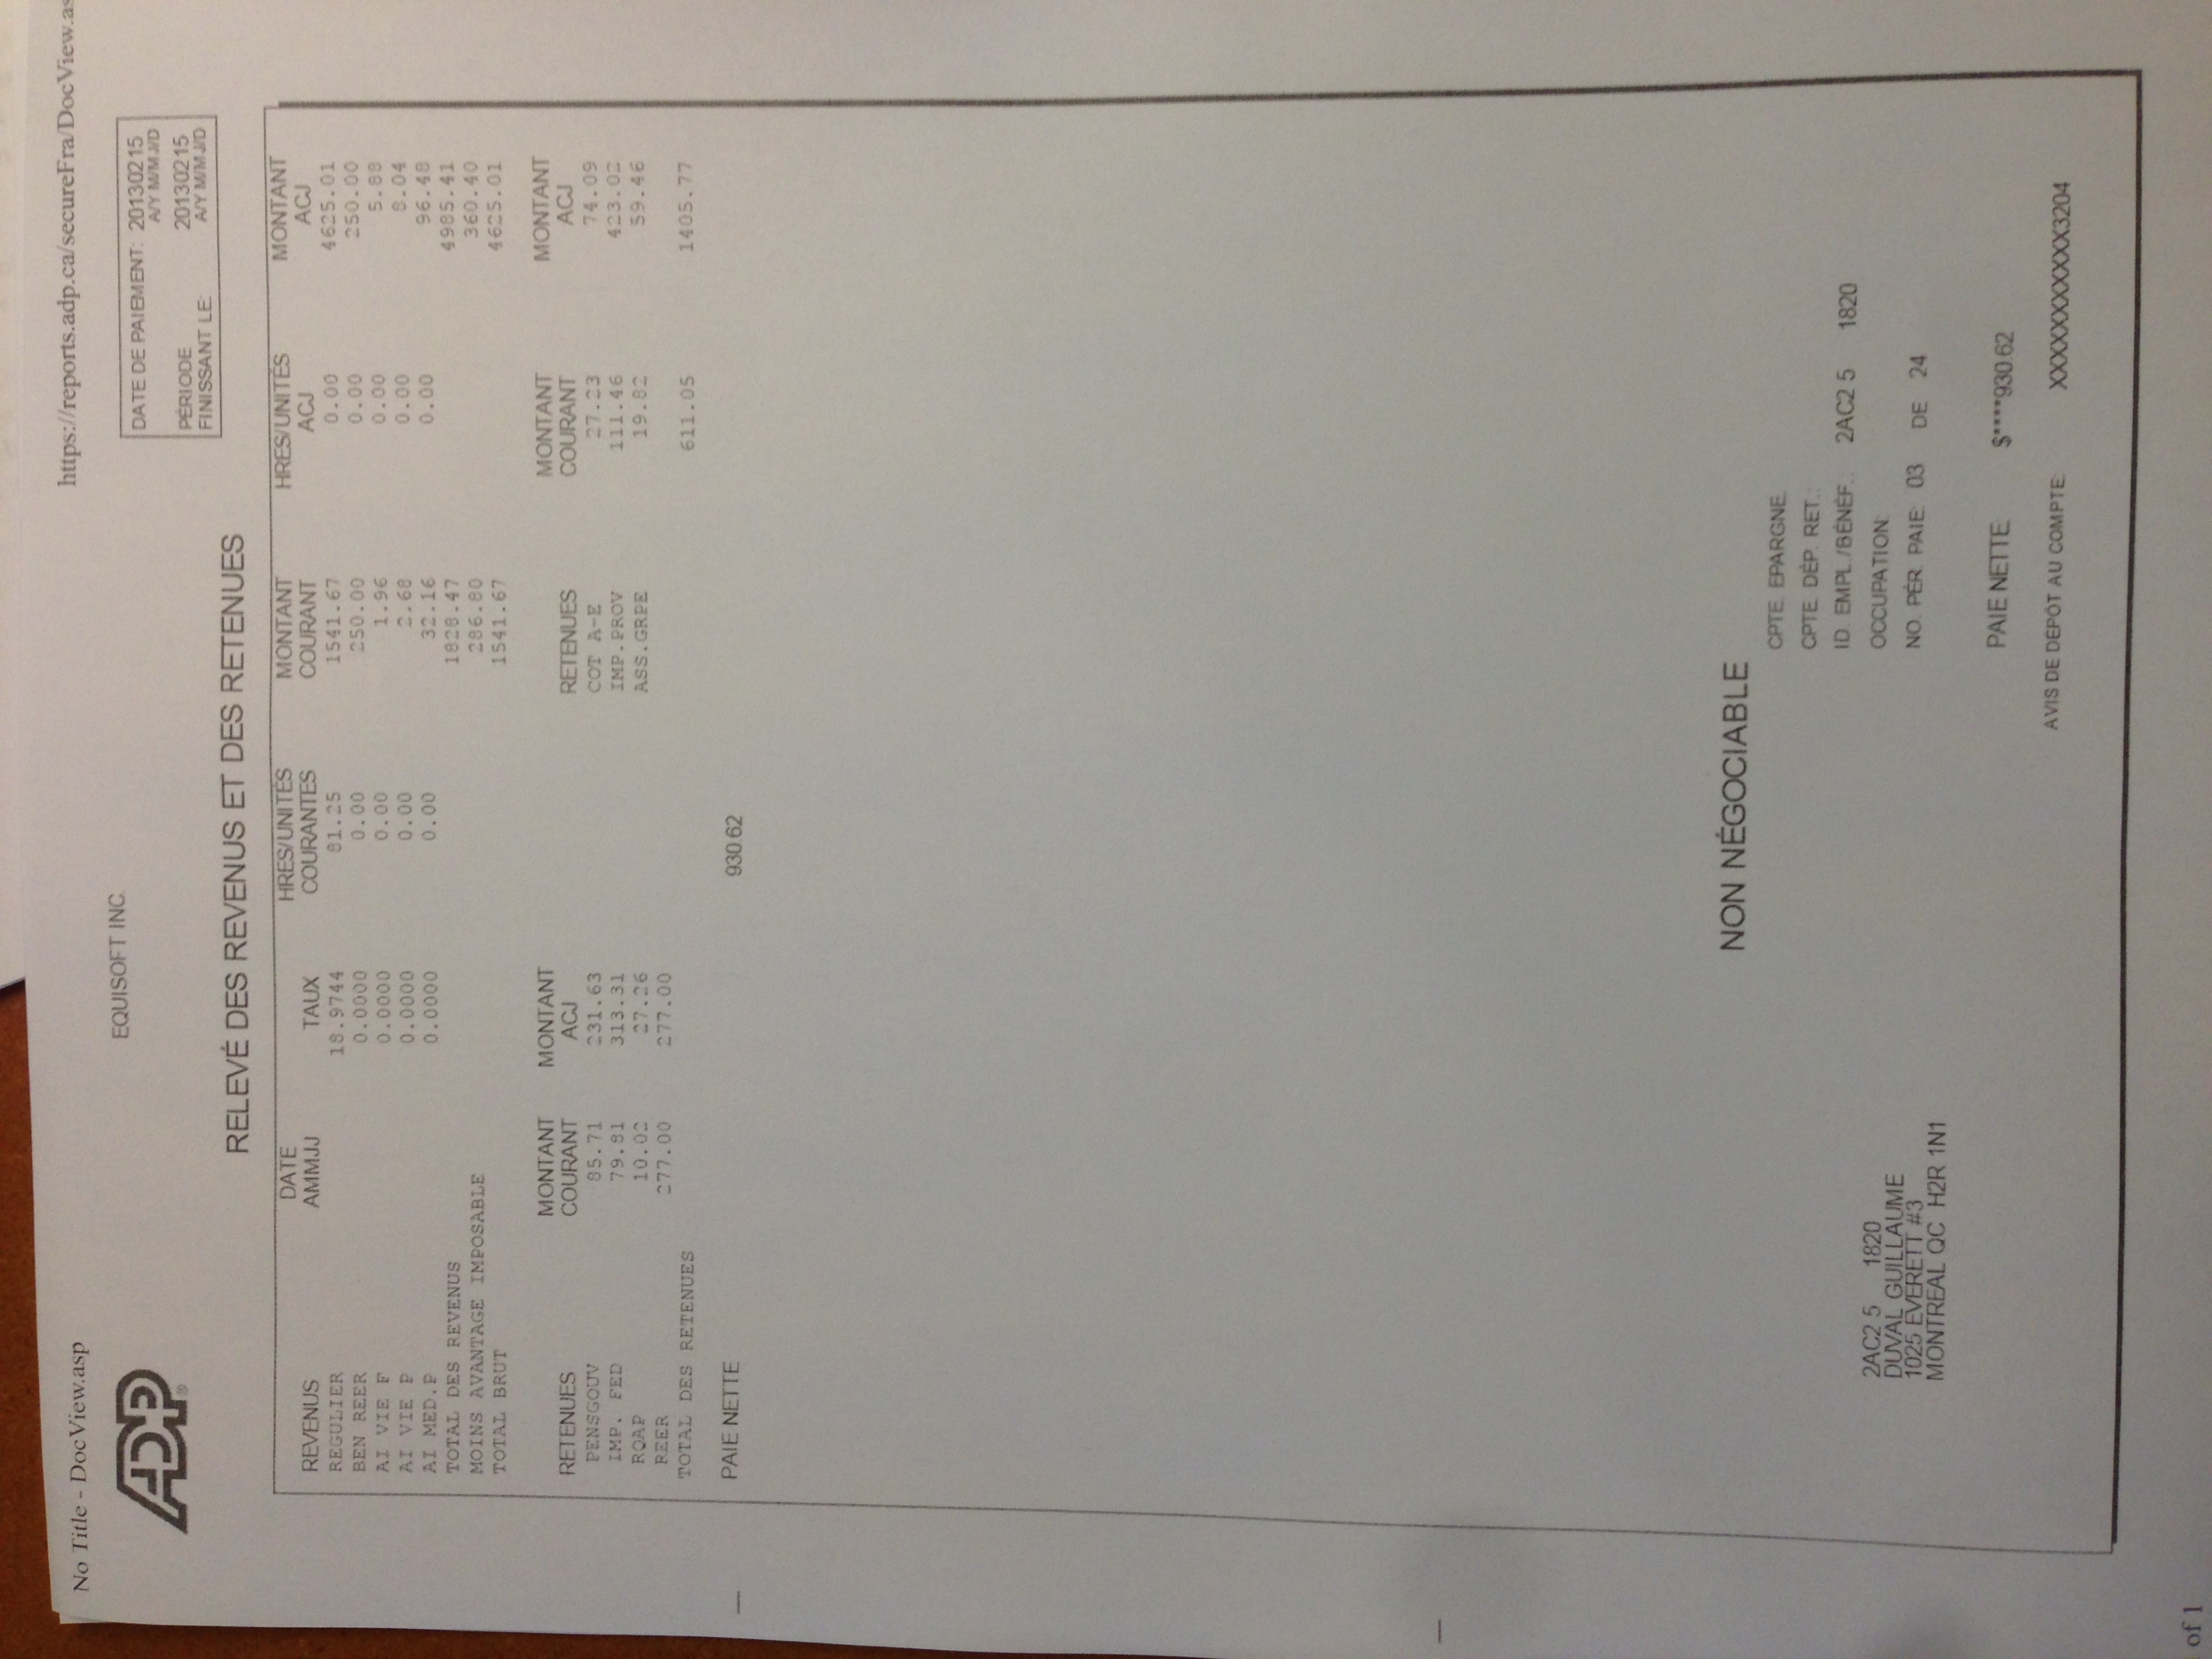 No Title - DocView.asp https://reports.adp.ca/secureFra/DocView.as
ADP
EQUISOFT INC.
DATE DE PAIEMENT: 20130215
A/Y M/M J/D
PÉRIODE 20130215
FINISSANT LE: A/Y M/M J/D
RELEVÉ DES REVENUS ET DES RETENUES
DATE HRES/UNITÉS MONTANT HRES/UNITÉS MONTANT
REVENUS AMMJJ TAUX COURANTES COURANT ACJ ACJ
REGULIER 18.9744 81.25 1541.67 0.00 4625.01
BEN REER 0.0000 0.00 250.00 0.00 250.00
AI VIE F 0.0000 0.00 1.96 0.00 5.88
AI VIE P 0.0000 0.00 2.68 0.00 8.04
AI MED.P 0.0000 0.00 32.16 0.00 96.48
TOTAL DES REVENUS 1828.47 4985.41
MOINS AVANTAGE IMPOSABLE 286.80 360.40
TOTAL BRUT 1541.67 4625.01
MONTANT MONTANT MONTANT MONTANT
RETENUES COURANT ACJ RETENUES COURANT ACJ
PENSGOUV 85.71 231.63 COT A-E 27.23 74.09
IMP. FED 79.81 313.31 IMP.PROV 111.46 423.02
RQAP 10.02 27.26 ASS.GRPE 19.82 59.46
REER 277.00 277.00
TOTAL DES RETENUES 611.05 1405.77
PAIE NETTE 930.62
NON NÉGOCIABLE
CPTE. EPARGNE:
CPTE. DÉP. RET.:
ID. EMPL./BÉNÉF.: 2AC2 5 1820
OCCUPATION:
NO. PÉR. PAIE: 03 DE 24
2AC2 5 1820
DUVAL GUILLAUME
1025 EVERETT #3
MONTREAL QC H2R 1N1
PAIE NETTE: $****930.62
AVIS DE DÉPÔT AU COMPTE: XXXXXXXXXXXX3204
of 1